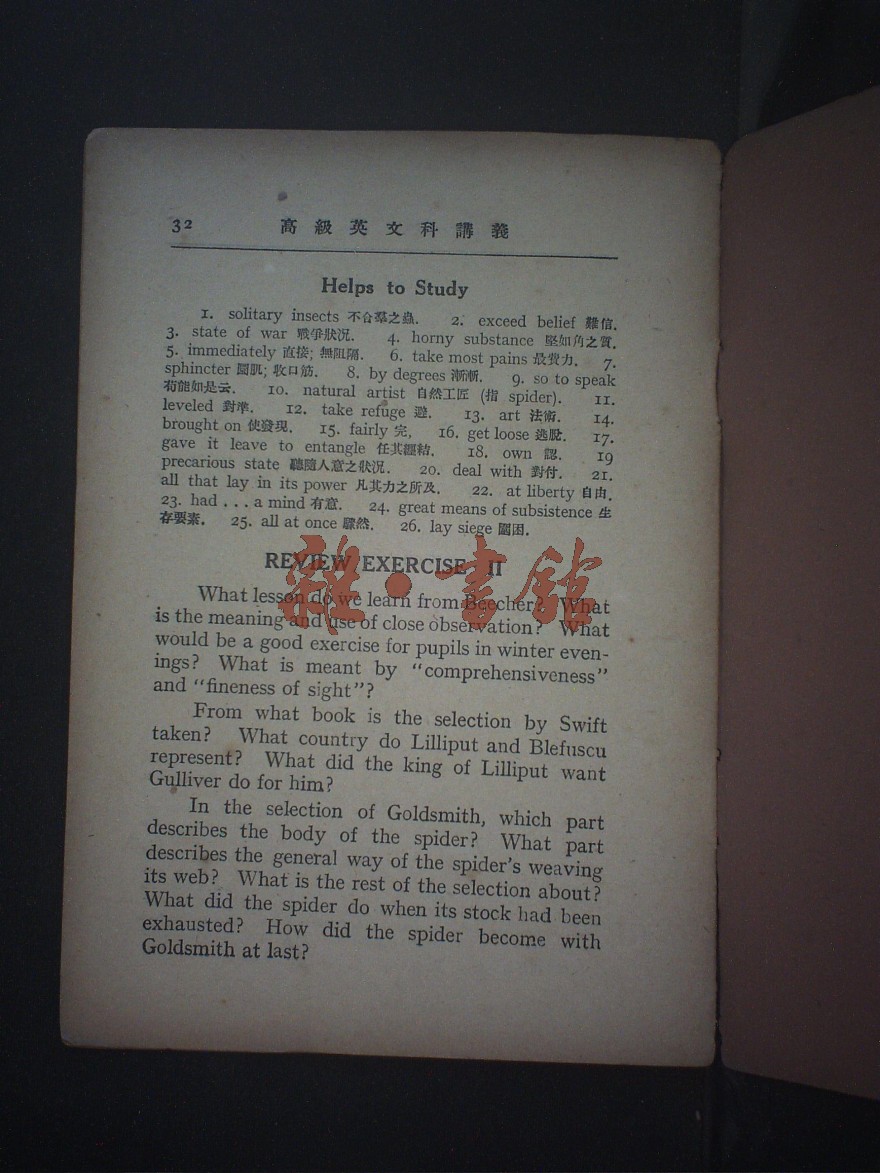 32 高級英文科講義
Helps to Study
1. solitary insects 不合羣之蟲. 2. exceed belief 難信.
3. state of war 戰爭狀況. 4. horny substance 堅如角之質.
5. immediately 直接; 無阻隔. 6. take most pains 最費力. 7.
sphincter 圜肌; 收口筋. 8. by degrees 漸漸. 9. so to speak
苟能如是云. 10. natural artist 自然工匠 (指 spider). 11.
leveled 對準. 12. take refuge 避. 13. art 法術. 14.
brought on 使發現. 15. fairly 完, 16. get loose 逃脫. 17.
gave it leave to entangle 任其纏結. 18. own 認. 19
precarious state 聽隨人意之狀況. 20. deal with 對付. 21.
all that lay in its power 凡其力之所及. 22. at liberty 自由.
23. had . . . a mind 有意. 24. great means of subsistence 生
存要素. 25. all at once 驟然. 26. lay siege 圍困.
REVIEW EXERCISE II
What lesson do we learn from Beecher? What
is the meaning and use of close observation? What
would be a good exercise for pupils in winter even-
ings? What is meant by "comprehensiveness"
and "fineness of sight"?
From what book is the selection by Swift
taken? What country do Lilliput and Blefuscu
represent? What did the king of Lilliput want
Gulliver do for him?
In the selection of Goldsmith, which part
describes the body of the spider? What part
describes the general way of the spider's weaving
its web? What is the rest of the selection about?
What did the spider do when its stock had been
exhausted? How did the spider become with
Goldsmith at last?
雜·書館